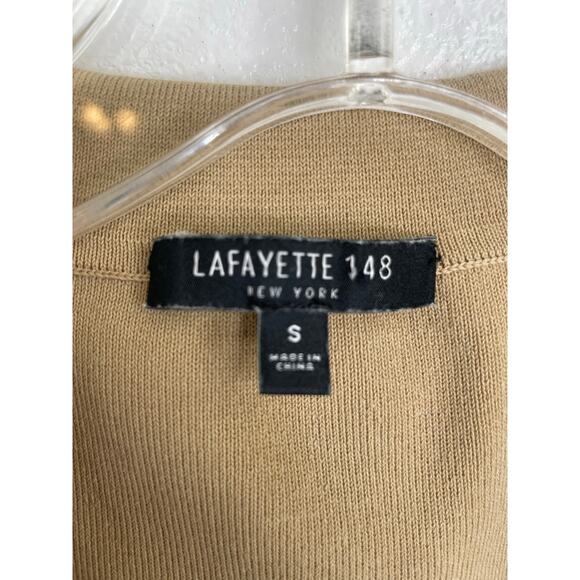 LAFAYETTE 148
NEW YORK
S
MADE IN
CHINA